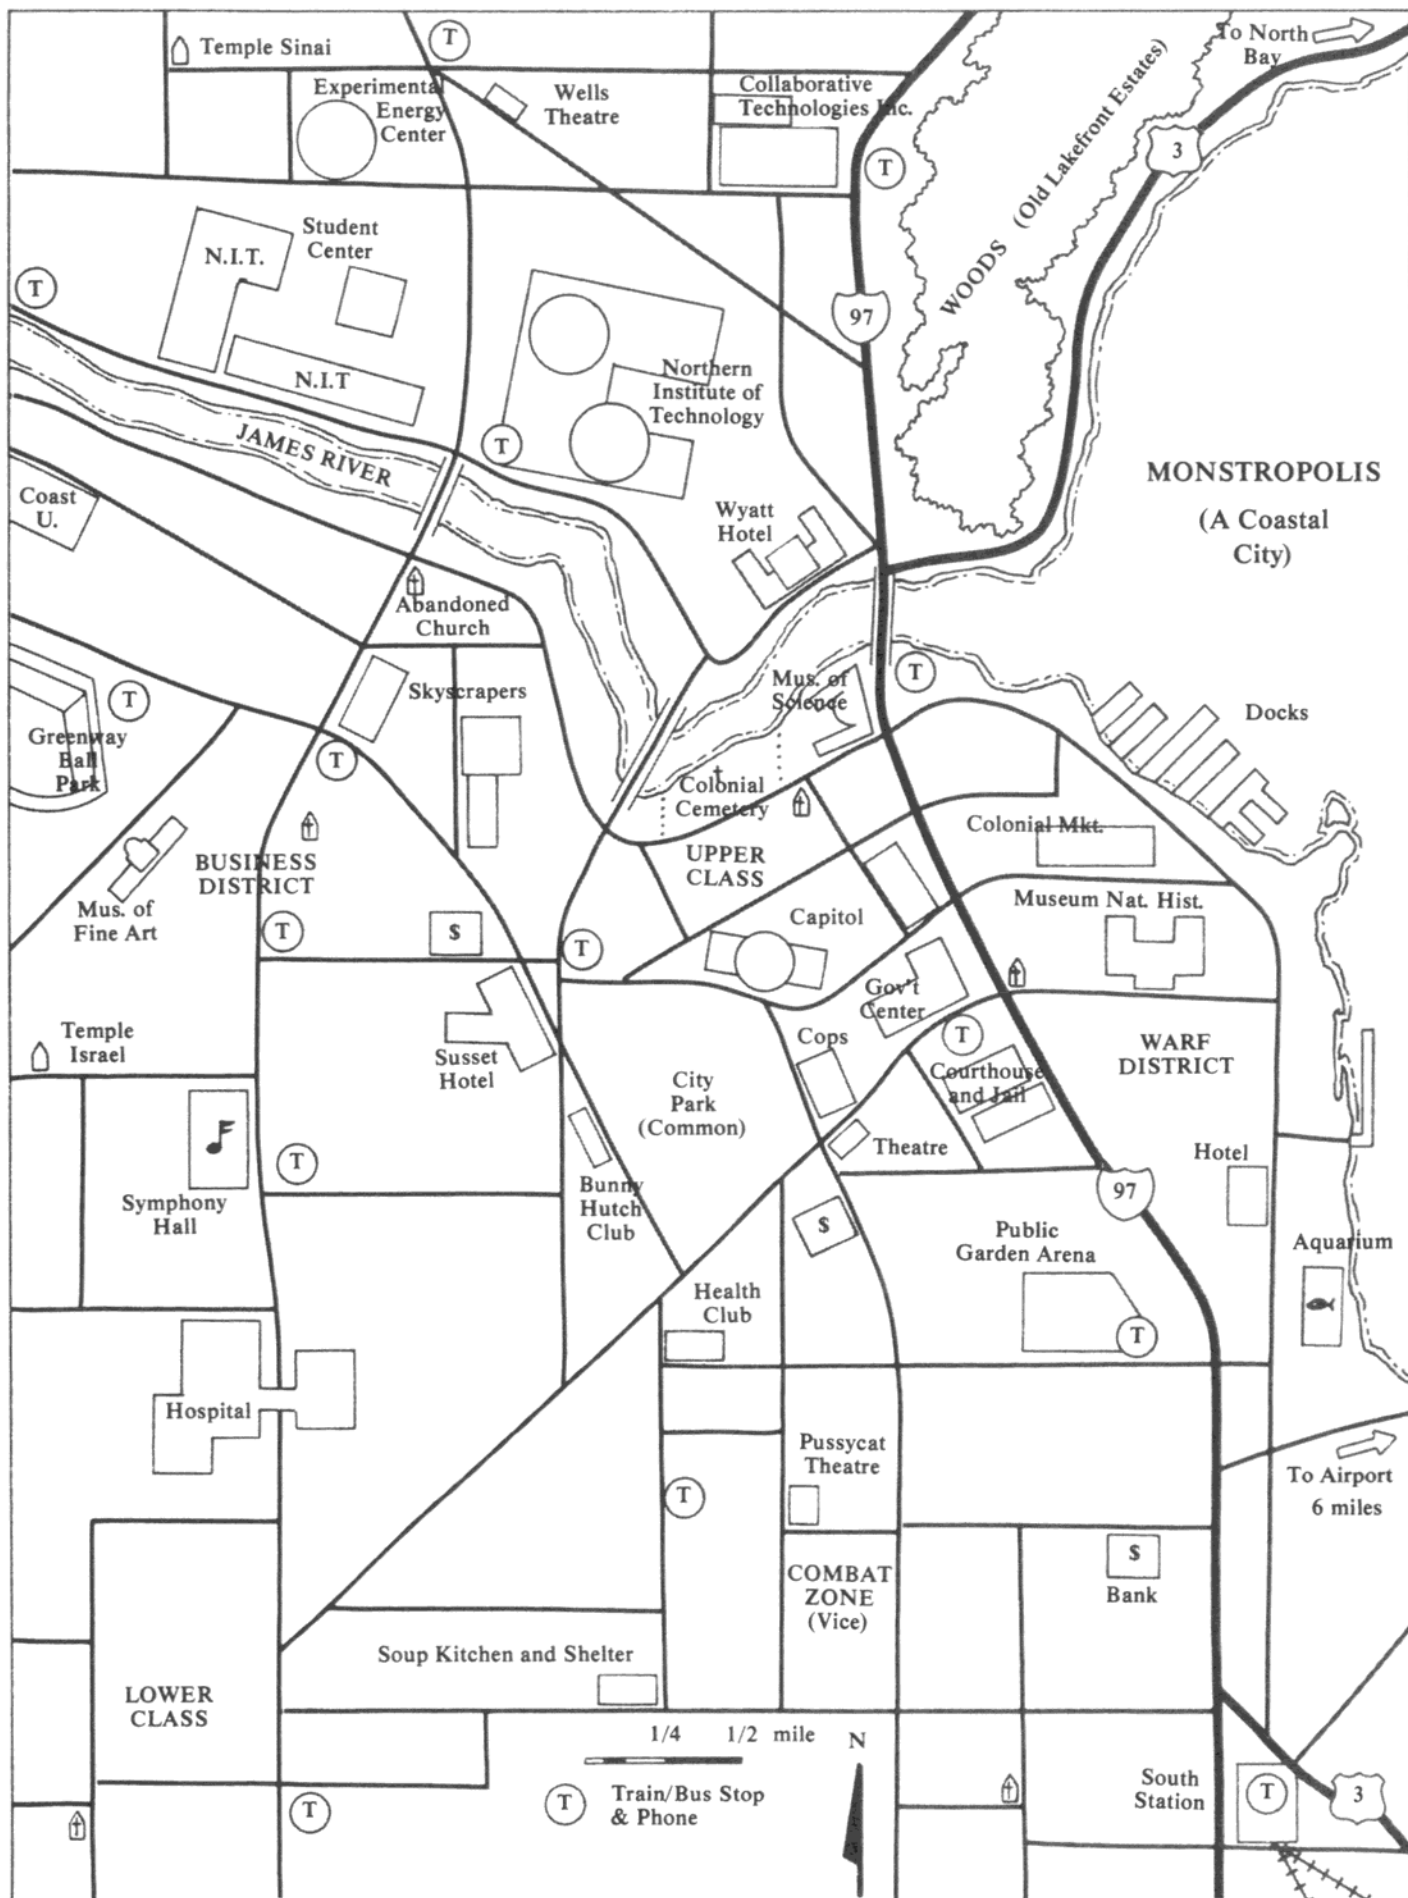 T
To North
Bay
Temple Sinai
Experimental
Energy
Center
Wells
Theatre
Collaborative
Technologies Inc.
3
T
WOODS (Old Lakefront Estates)
Student
Center
N.I.T.
T
97
N.I.T
Northern
Institute of
Technology
T
JAMES RIVER
MONSTROPOLIS
(A Coastal
City)
Coast
U.
Wyatt
Hotel
Abandoned
Church
T
Mus. of
Science
Skyscrapers
T
Docks
Greenway
Ball
Park
T
Colonial
Cemetery
Colonial Mkt.
BUSINESS
DISTRICT
UPPER
CLASS
Museum Nat. Hist.
Mus. of
Fine Art
Capitol
T
$
T
Gov't
Center
Temple
Israel
Cops
T
WARF
DISTRICT
Susset
Hotel
City
Park
(Common)
Courthouse
and Jail
Theatre
Hotel
T
97
Symphony
Hall
Bunny
Hutch
Club
$
Public
Garden Arena
Aquarium
Health
Club
T
Hospital
Pussycat
Theatre
To Airport
6 miles
T
$
Bank
COMBAT
ZONE
(Vice)
Soup Kitchen and Shelter
LOWER
CLASS
1/4 1/2 mile
N
T
T
Train/Bus Stop
& Phone
South
Station
T
3